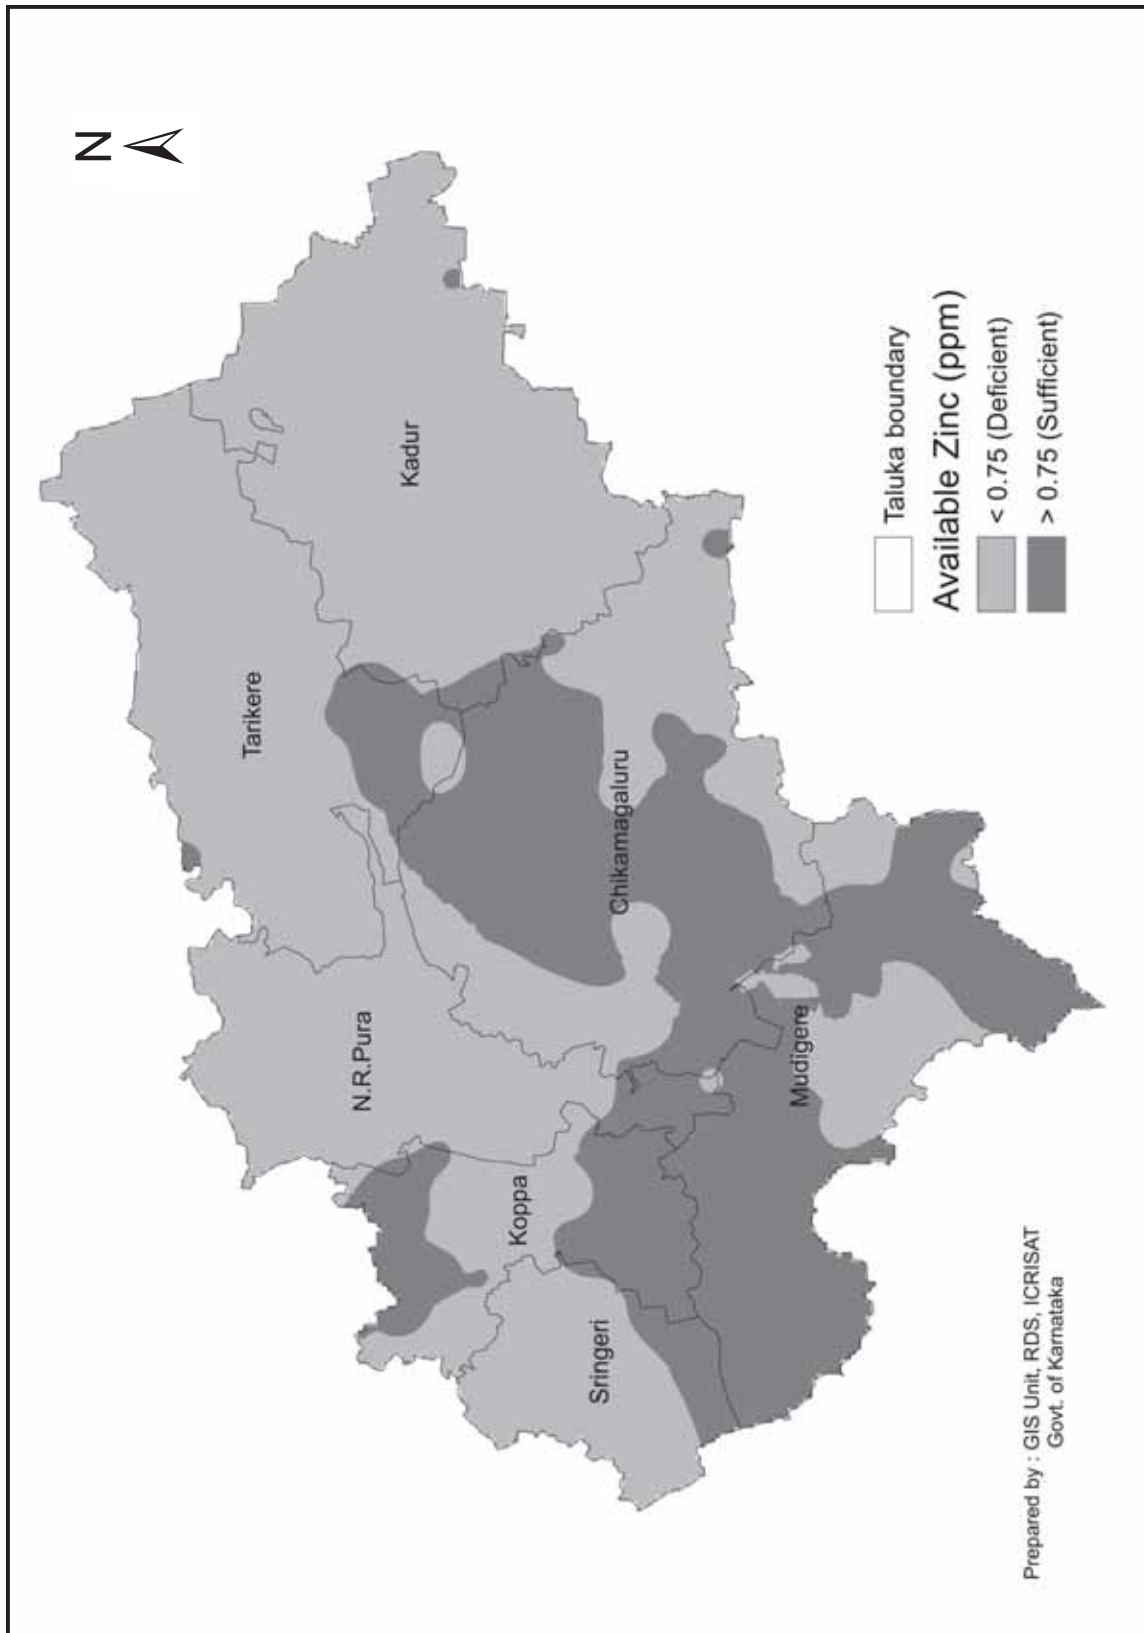 N
Tarikere
Kadur
N.R.Pura
Koppa
Chikamagaluru
Sringeri
Mudigere
Taluka boundary
Available Zinc (ppm)
< 0.75 (Deficient)
> 0.75 (Sufficient)
Prepared by : GIS Unit, RDS, ICRISAT
Govt. of Karnataka